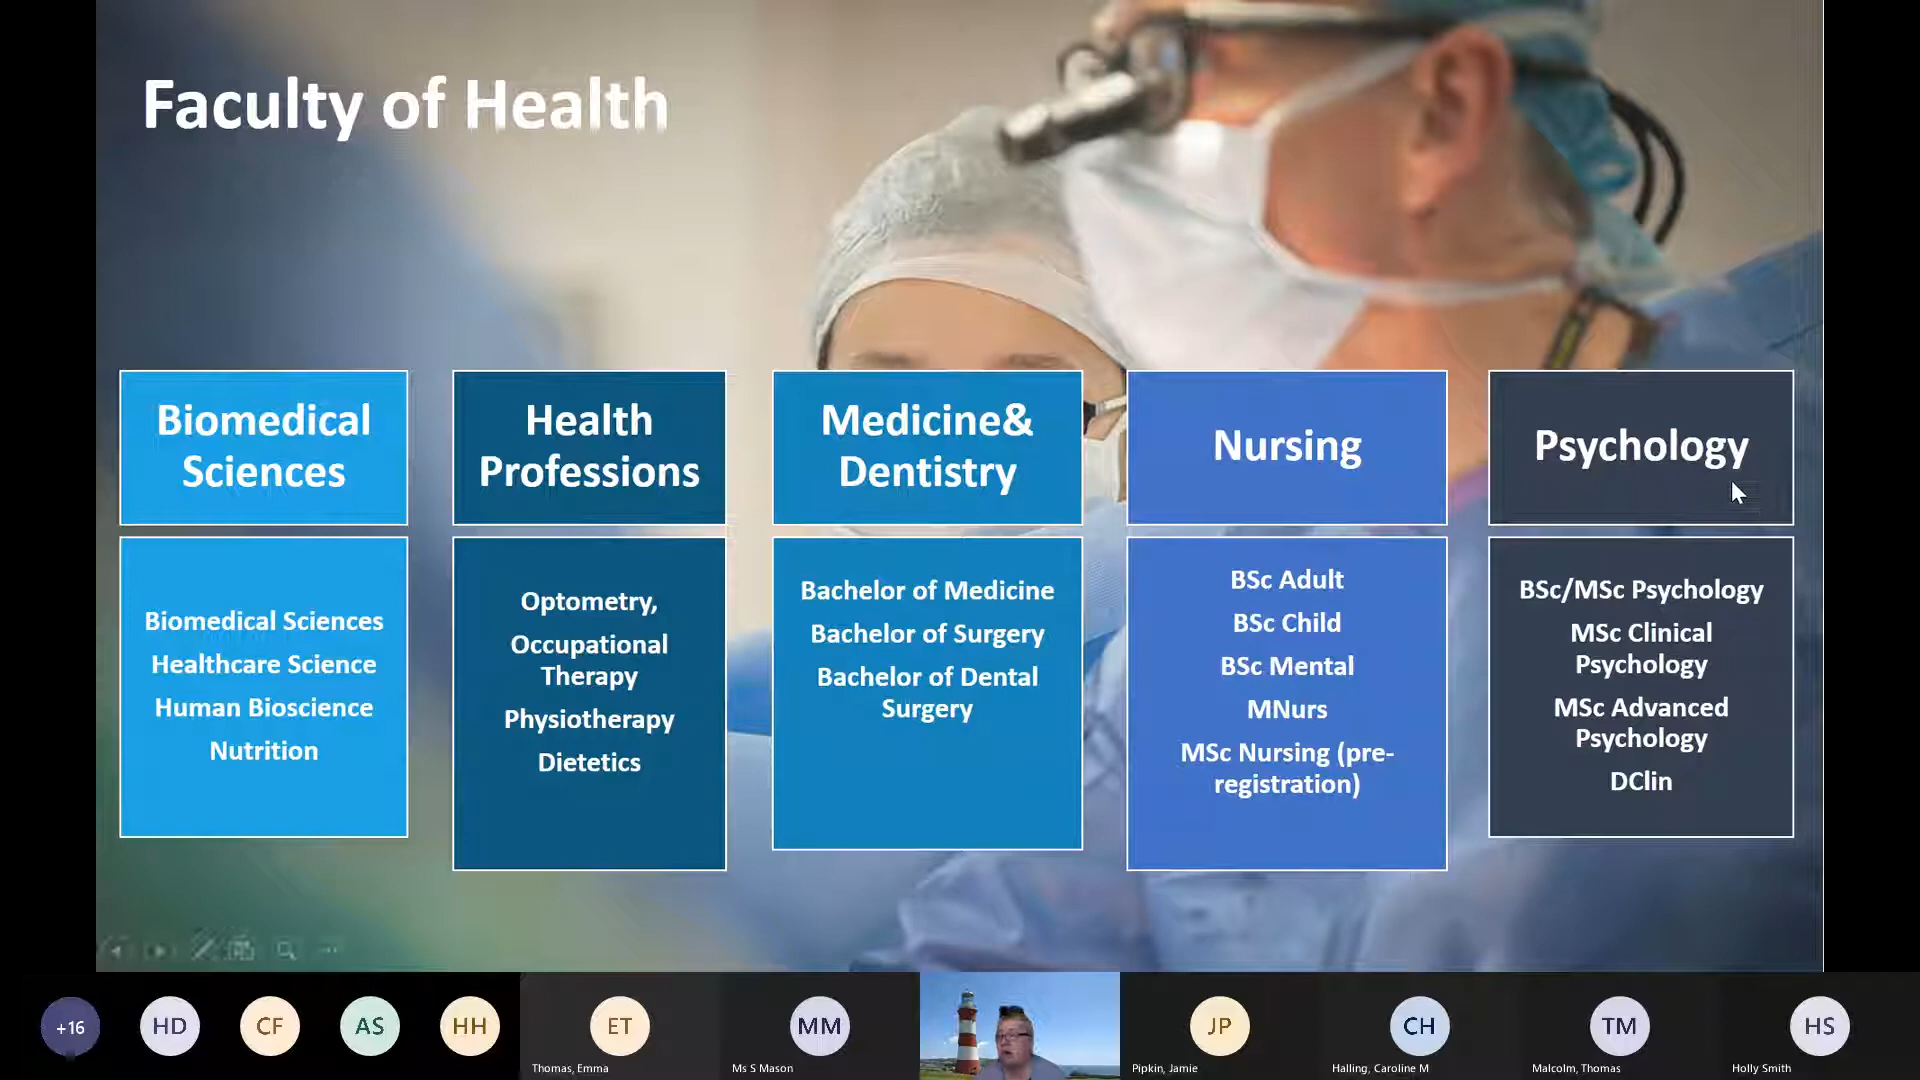 Faculty of Health
Biomedical
Sciences
Biomedical Sciences
Healthcare Science
Human Bioscience
Nutrition
Health
Professions
Optometry,
Occupational
Therapy
Physiotherapy
Dietetics
Medicine&
Dentistry
Bachelor of Medicine
Bachelor of Surgery
Bachelor of Dental
Surgery
Nursing
BSc Adult
BSc Child
BSc Mental
MNurs
MSc Nursing (pre-
registration)
Psychology
BSc/MSc Psychology
MSc Clinical
Psychology
MSc Advanced
Psychology
DClin
+16
HD
CF
AS
HH
ET
Thomas, Emma
MM
Ms S Mason
JP
Pipkin, Jamie
CH
Halling, Caroline M
TM
Malcolm, Thomas
HS
Holly Smith